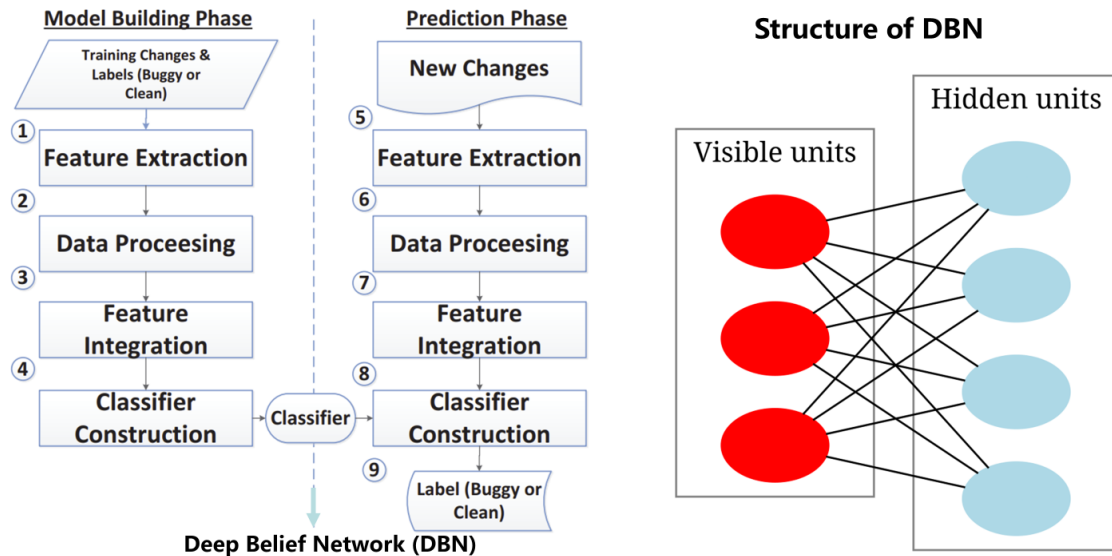 Model Building Phase
Training Changes &
Labels (Buggy or
Clean)
1
Feature Extraction
2
Data Proceesing
3
Feature
Integration
4
Classifier
Construction
Classifier
Prediction Phase
New Changes
5
Feature Extraction
6
Data Proceesing
7
Feature
Integration
8
Classifier
Construction
9
Label (Buggy or
Clean)
Deep Belief Network (DBN)
Structure of DBN
Visible units
Hidden units